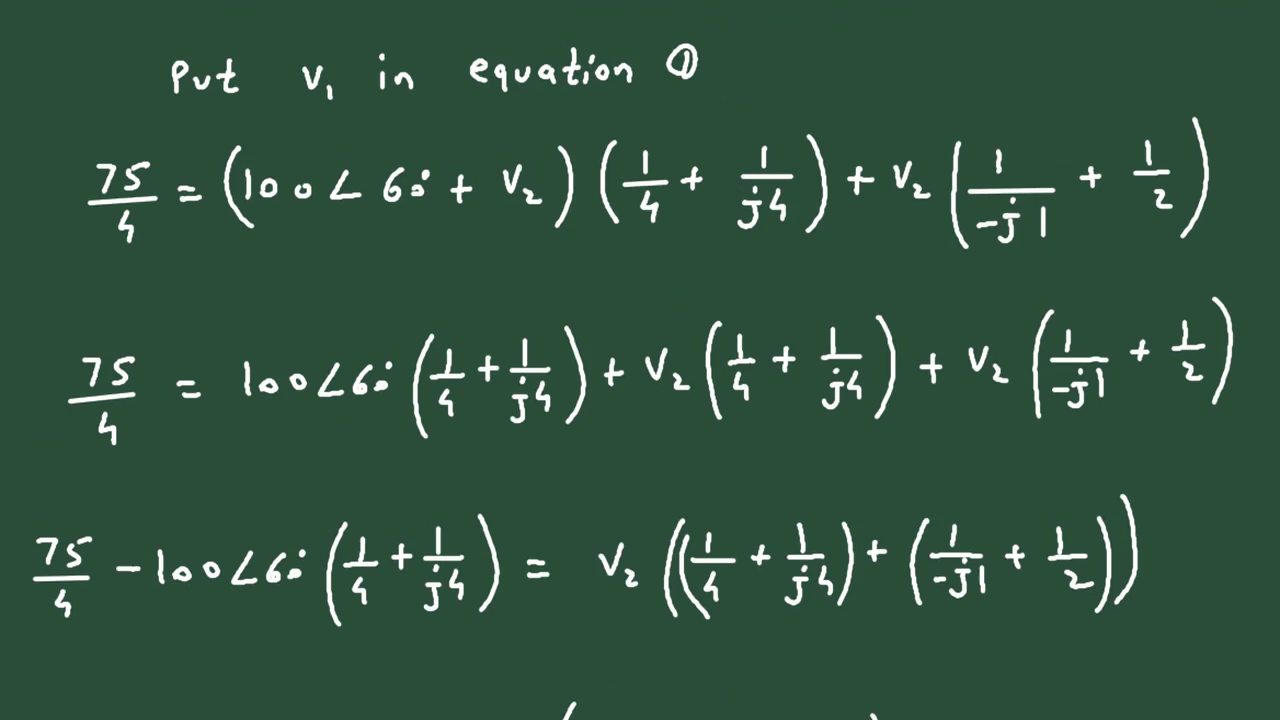 Put V₁ in equation ①
75/4 = (100∠60° + V₂) (1/4 + 1/j4) + V₂ (1/-j1 + 1/2)
75/4 = 100∠60° (1/4 + 1/j4) + V₂ (1/4 + 1/j4) + V₂ (1/-j1 + 1/2)
75/4 - 100∠60° (1/4 + 1/j4) = V₂ ((1/4 + 1/j4) + (1/-j1 + 1/2))